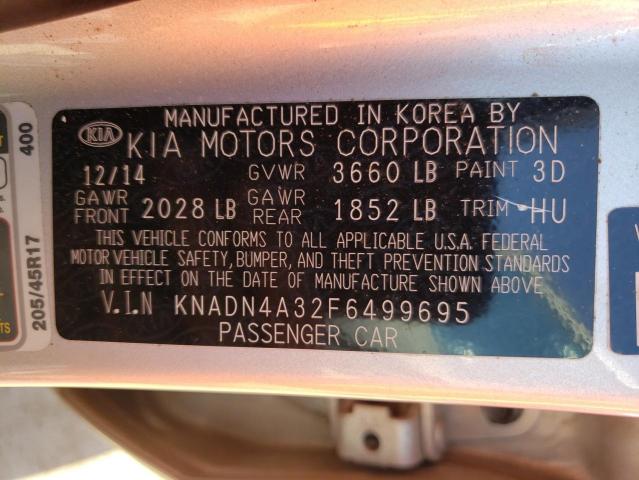 MANUFACTURED IN KOREA BY
KIA KIA MOTORS CORPORATION
12/14 GVWR 3660 LB PAINT 3D
GAWR FRONT 2028 LB GAWR REAR 1852 LB TRIM HU
THIS VEHICLE CONFORMS TO ALL APPLICABLE U.S.A. FEDERAL
MOTOR VEHICLE SAFETY, BUMPER, AND THEFT PREVENTION STANDARDS
IN EFFECT ON THE DATE OF MANUFACTURE SHOWN ABOVE
V.I.N KNADN4A32F6499695
PASSENGER CAR
400
205/45R17